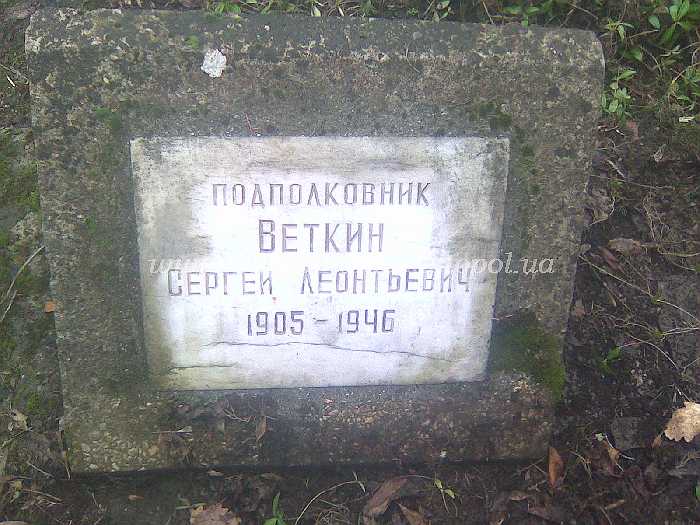 ПОДПОЛКОВНИК
ВЕТКИН
СЕРГЕЙ ЛЕОНТЬЕВИЧ
1905 - 1946